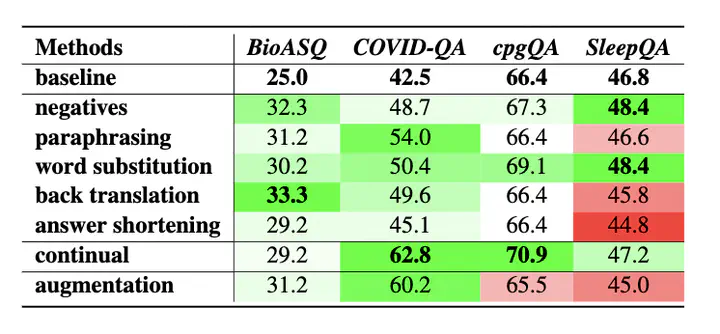 Methods BioASQ COVID-QA cpgQA SleepQA
baseline 25.0 42.5 66.4 46.8
negatives 32.3 48.7 67.3 48.4
paraphrasing 31.2 54.0 66.4 46.6
word substitution 30.2 50.4 69.1 48.4
back translation 33.3 49.6 66.4 45.8
answer shortening 29.2 45.1 66.4 44.8
continual 29.2 62.8 70.9 47.2
augmentation 31.2 60.2 65.5 45.0